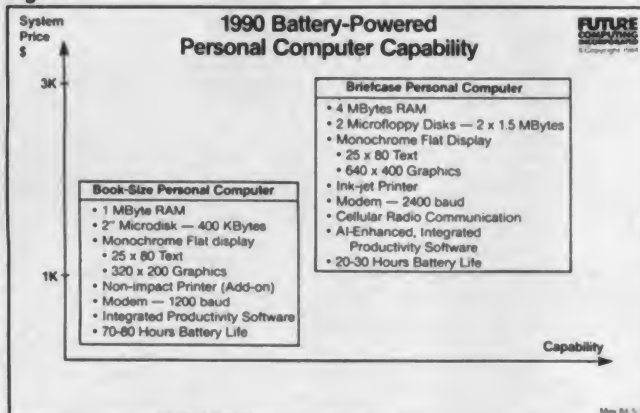 System
Price
$
1990 Battery-Powered
Personal Computer Capability
FUTURE
COMPUTING
INCORPORATED
© Copyright 1984
3K
Briefcase Personal Computer
• 4 MBytes RAM
• 2 Microfloppy Disks — 2 x 1.5 MBytes
• Monochrome Flat Display
• 25 x 80 Text
• 640 x 400 Graphics
• Ink-jet Printer
• Modem — 2400 baud
• Cellular Radio Communication
• AI-Enhanced, Integrated
Productivity Software
• 20-30 Hours Battery Life
Book-Size Personal Computer
• 1 MByte RAM
• 2" Microdisk — 400 KBytes
• Monochrome Flat display
• 25 x 80 Text
• 320 x 200 Graphics
• Non-impact Printer (Add-on)
• Modem — 1200 baud
• Integrated Productivity Software
• 70-80 Hours Battery Life
1K
Capability